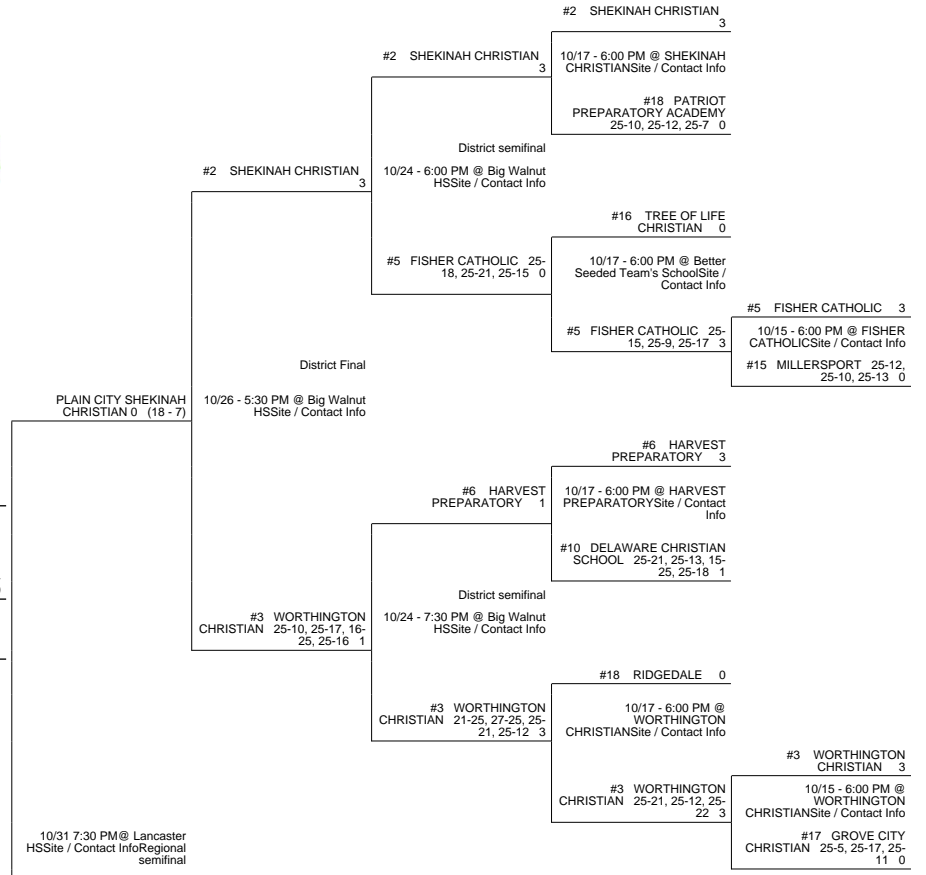 #2 SHEKINAH CHRISTIAN
3
10/17 - 6:00 PM @ SHEKINAH
CHRISTIANSite / Contact Info
#18 PATRIOT
PREPARATORY ACADEMY
25-10, 25-12, 25-7 0
#2 SHEKINAH CHRISTIAN
3
District semifinal
10/24 - 6:00 PM @ Big Walnut
HSSite / Contact Info
#16 TREE OF LIFE
CHRISTIAN 0
10/17 - 6:00 PM @ Better
Seeded Team's SchoolSite /
Contact Info
#5 FISHER CATHOLIC 25-
15, 25-9, 25-17 3
#5 FISHER CATHOLIC 3
10/15 - 6:00 PM @ FISHER
CATHOLICSite / Contact Info
#15 MILLERSPORT 25-12,
25-10, 25-13 0
#5 FISHER CATHOLIC 25-
18, 25-21, 25-15 0
#2 SHEKINAH CHRISTIAN
3
District Final
10/26 - 5:30 PM @ Big Walnut
HSSite / Contact Info
PLAIN CITY SHEKINAH
CHRISTIAN 0 (18 - 7)
#6 HARVEST
PREPARATORY 3
10/17 - 6:00 PM @ HARVEST
PREPARATORYSite / Contact
Info
#10 DELAWARE CHRISTIAN
SCHOOL 25-21, 25-13, 15-
25, 25-18 1
#6 HARVEST
PREPARATORY 1
District semifinal
10/24 - 7:30 PM @ Big Walnut
HSSite / Contact Info
#3 WORTHINGTON
CHRISTIAN 25-10, 25-17, 16-
25, 25-16 1
#18 RIDGEDALE 0
10/17 - 6:00 PM @
WORTHINGTON
CHRISTIANSite / Contact Info
#3 WORTHINGTON
CHRISTIAN 21-25, 27-25, 25-
21, 25-12 3
#3 WORTHINGTON
CHRISTIAN 25-21, 25-12, 25-
22 3
#3 WORTHINGTON
CHRISTIAN 3
10/15 - 6:00 PM @
WORTHINGTON
CHRISTIANSite / Contact Info
#17 GROVE CITY
CHRISTIAN 25-5, 25-17, 25-
11 0
10/31 7:30 PM@ Lancaster
HSSite / Contact InfoRegional
semifinal